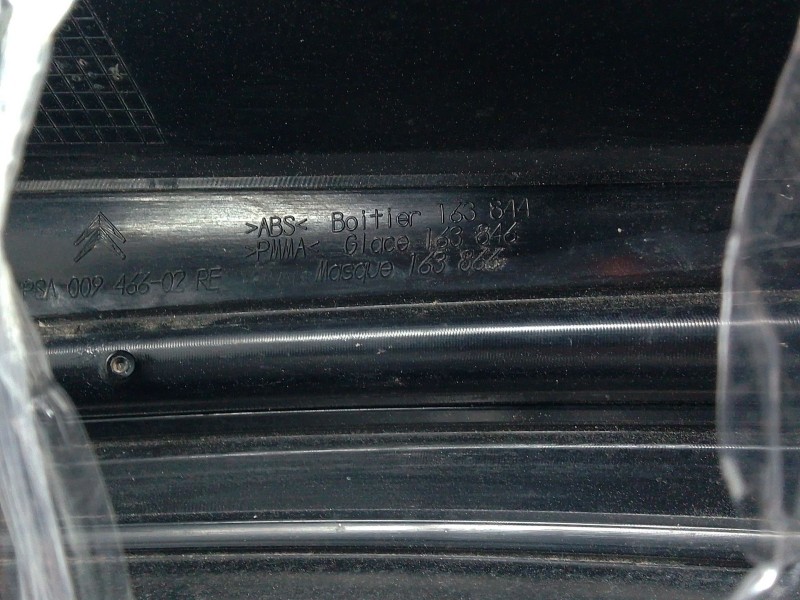 >ABS< Boitier 163 844
>PMMA< Glace 163 846
Masque 163 866
PSA 009 466-02 RE